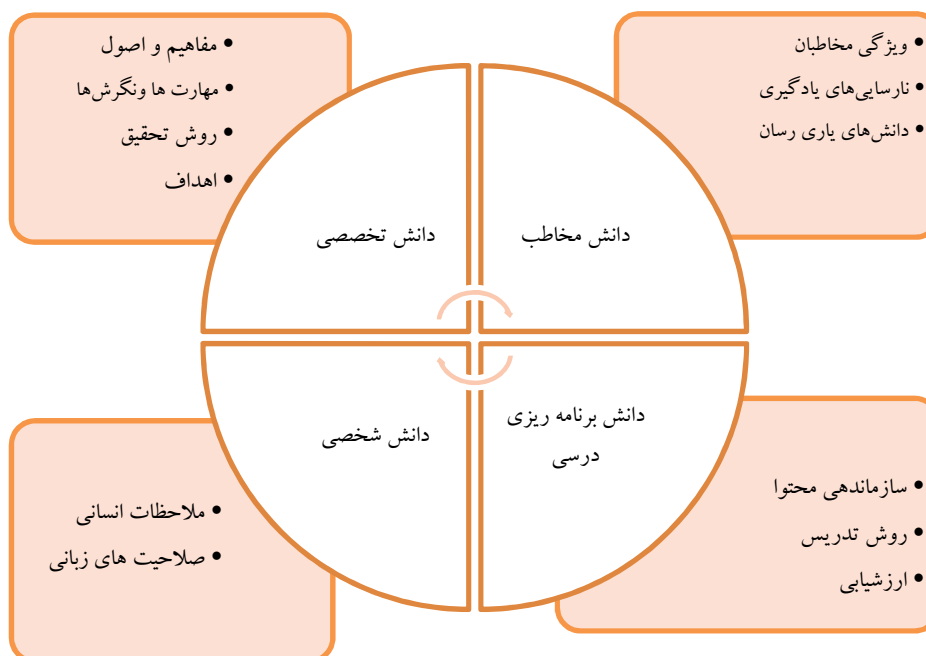 • ویژگی مخاطبان
• نارسایی‌های یادگیری
• دانش‌های یاری رسان
• مفاهیم و اصول
• مهارت ها ونگرش‌ها
• روش تحقیق
• اهداف
دانش مخاطب
دانش تخصصی
دانش برنامه ریزی
درسی
دانش شخصی
• سازماندهی محتوا
• روش تدریس
• ارزشیابی
• ملاحظات انسانی
• صلاحیت های زبانی